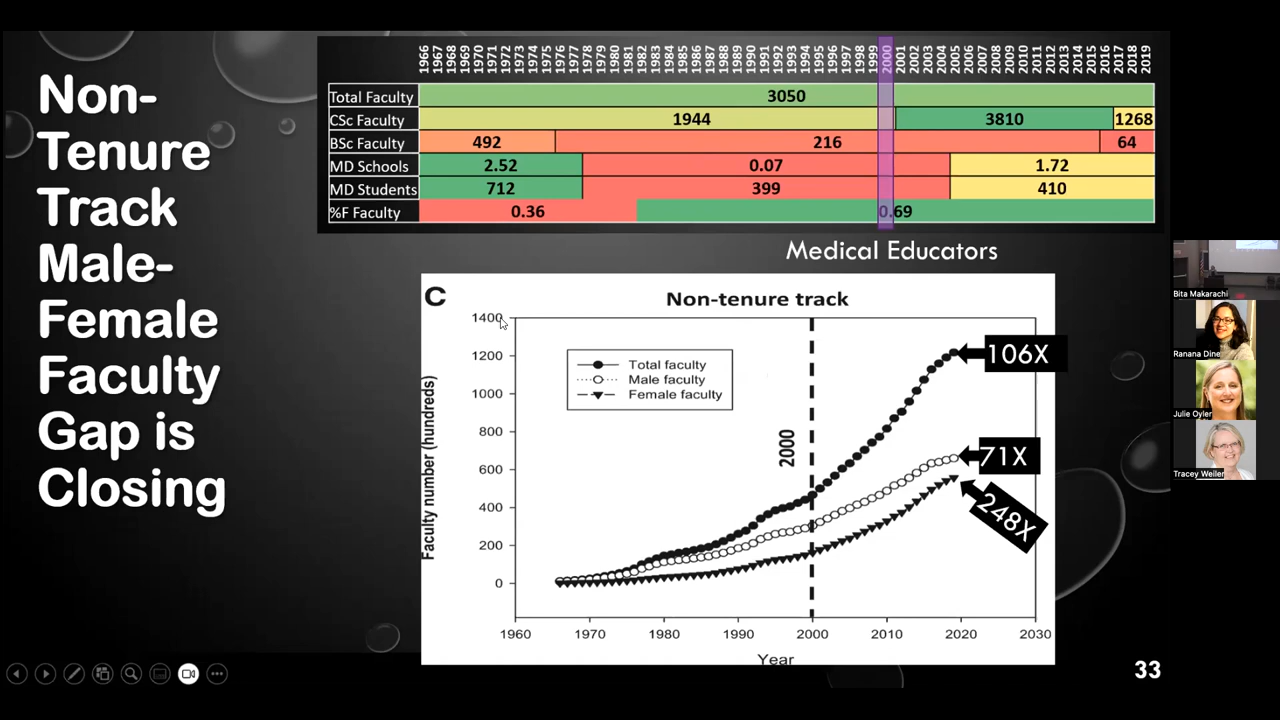 Non-
Tenure
Track
Male-
Female
Faculty
Gap is
Closing
1966 1967 1968 1969 1970 1971 1972 1973 1974 1975 1976 1977 1978 1979 1980 1981 1982 1983 1984 1985 1986 1987 1988 1989 1990 1991 1992 1993 1994 1995 1996 1997 1998 1999 2000 2001 2002 2003 2004 2005 2006 2007 2008 2009 2010 2011 2012 2013 2014 2015 2016 2017 2018 2019
Total Faculty 3050
CSc Faculty 1944 3810 1268
BSc Faculty 492 216 64
MD Schools 2.52 0.07 1.72
MD Students 712 399 410
%F Faculty 0.36 0.69
Medical Educators
C
Non-tenure track
Faculty number (hundreds)
1400
1200
1000
800
600
400
200
0
Total faculty
Male faculty
Female faculty
2000
106X
71X
248X
1960 1970 1980 1990 2000 2010 2020 2030
Year
33
Bita Makarachi
Ranana Dine
Julie Oyler
Tracey Weiler